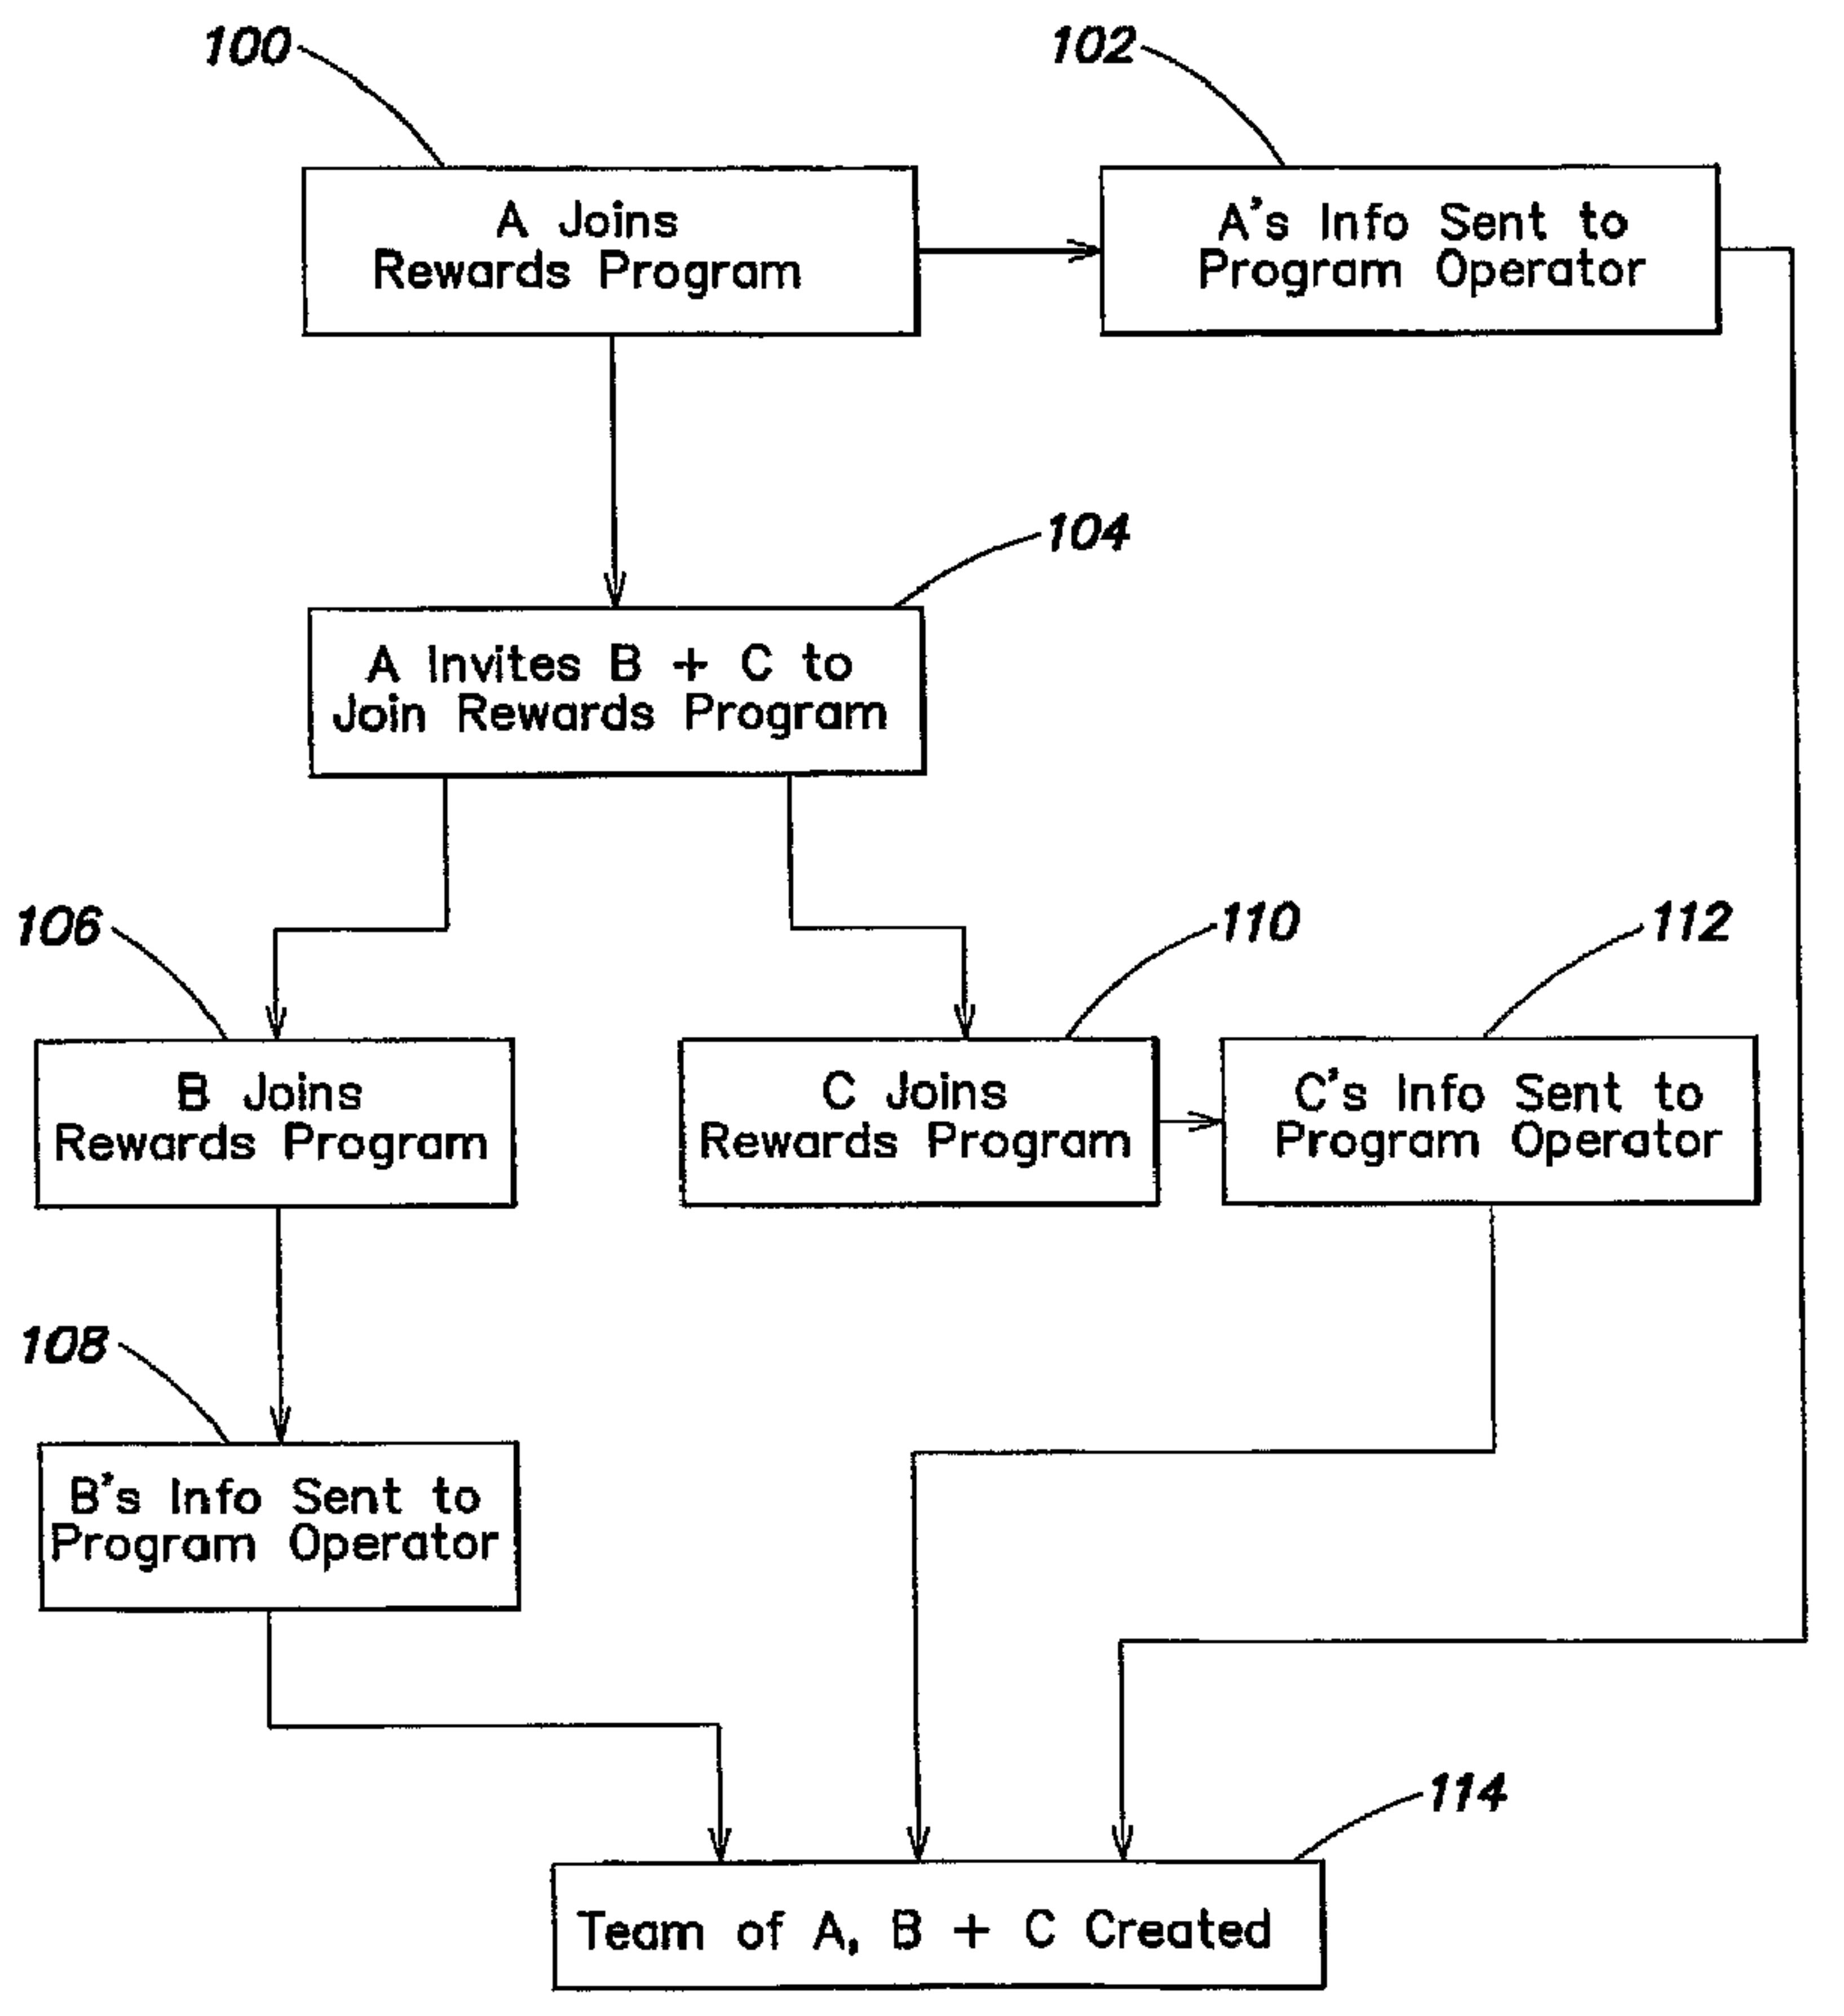 100
102
A Joins
Rewards Program
A's Info Sent to
Program Operator
104
A Invites B + C to
Join Rewards Program
106
110
112
B Joins
Rewards Program
C Joins
Rewards Program
C's Info Sent to
Program Operator
108
B's Info Sent to
Program Operator
114
Team of A, B + C Created